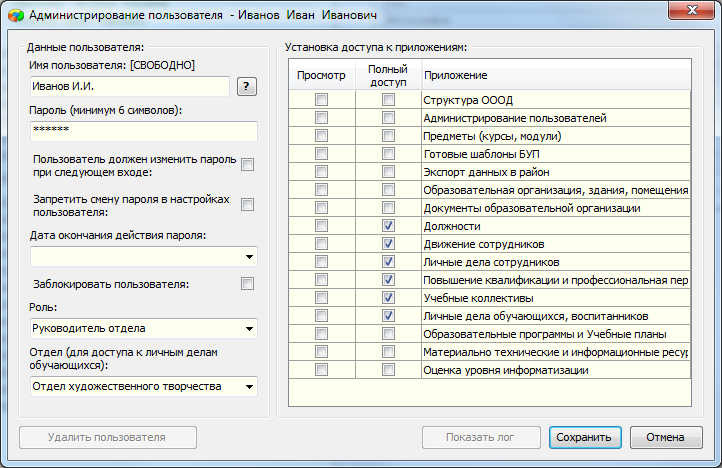 Администрирование пользователя - Иванов Иван Иванович
Данные пользователя:
Имя пользователя: [СВОБОДНО]
Иванов И.И.
?
Пароль (минимум 6 символов):
******
Пользователь должен изменить пароль
при следующем входе:
Запретить смену пароля в настройках
пользователя:
Дата окончания действия пароля:
Заблокировать пользователя:
Роль:
Руководитель отдела
Отдел (для доступа к личным делам
обучающихся):
Отдел художественного творчества
Установка доступа к приложениям:
Просмотр
Полный
доступ
Приложение
Структура ОООД
Администрирование пользователей
Предметы (курсы, модули)
Готовые шаблоны БУП
Экспорт данных в район
Образовательная организация, здания, помещения
Документы образовательной организации
Должности
Движение сотрудников
Личные дела сотрудников
Повышение квалификации и профессиональная пер
Учебные коллективы
Личные дела обучающихся, воспитанников
Образовательные программы и Учебные планы
Материально технические и информационные ресур
Оценка уровня информатизации
Удалить пользователя
Показать лог
Сохранить
Отмена